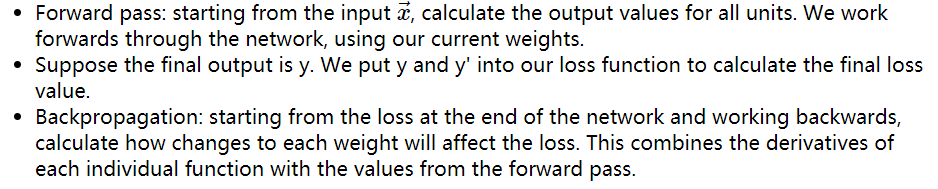 • Forward pass: starting from the input $\vec{x}$, calculate the output values for all units. We work
forwards through the network, using our current weights.
• Suppose the final output is y. We put y and y' into our loss function to calculate the final loss
value.
• Backpropagation: starting from the loss at the end of the network and working backwards,
calculate how changes to each weight will affect the loss. This combines the derivatives of
each individual function with the values from the forward pass.